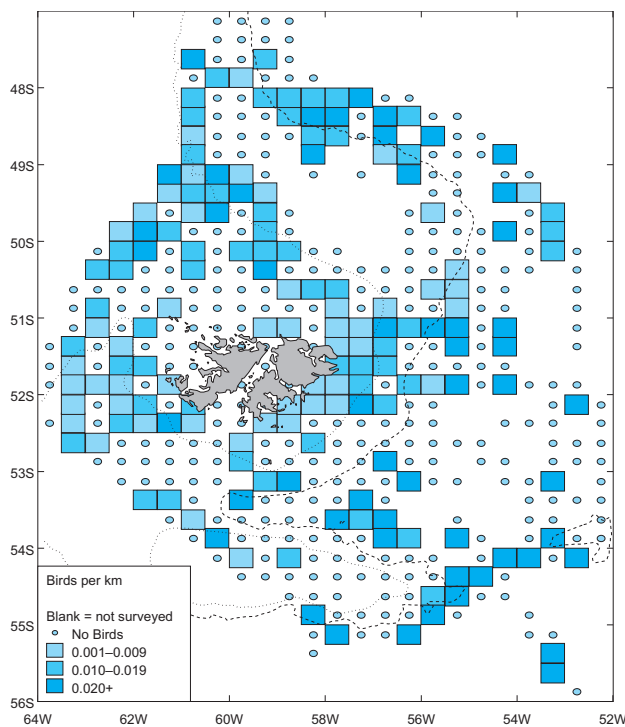 48S
49S
50S
51S
52S
53S
54S
55S
56S
Birds per km
Blank = not surveyed
No Birds
0.001–0.009
0.010–0.019
0.020+
64W
62W
60W
58W
56W
54W
52W